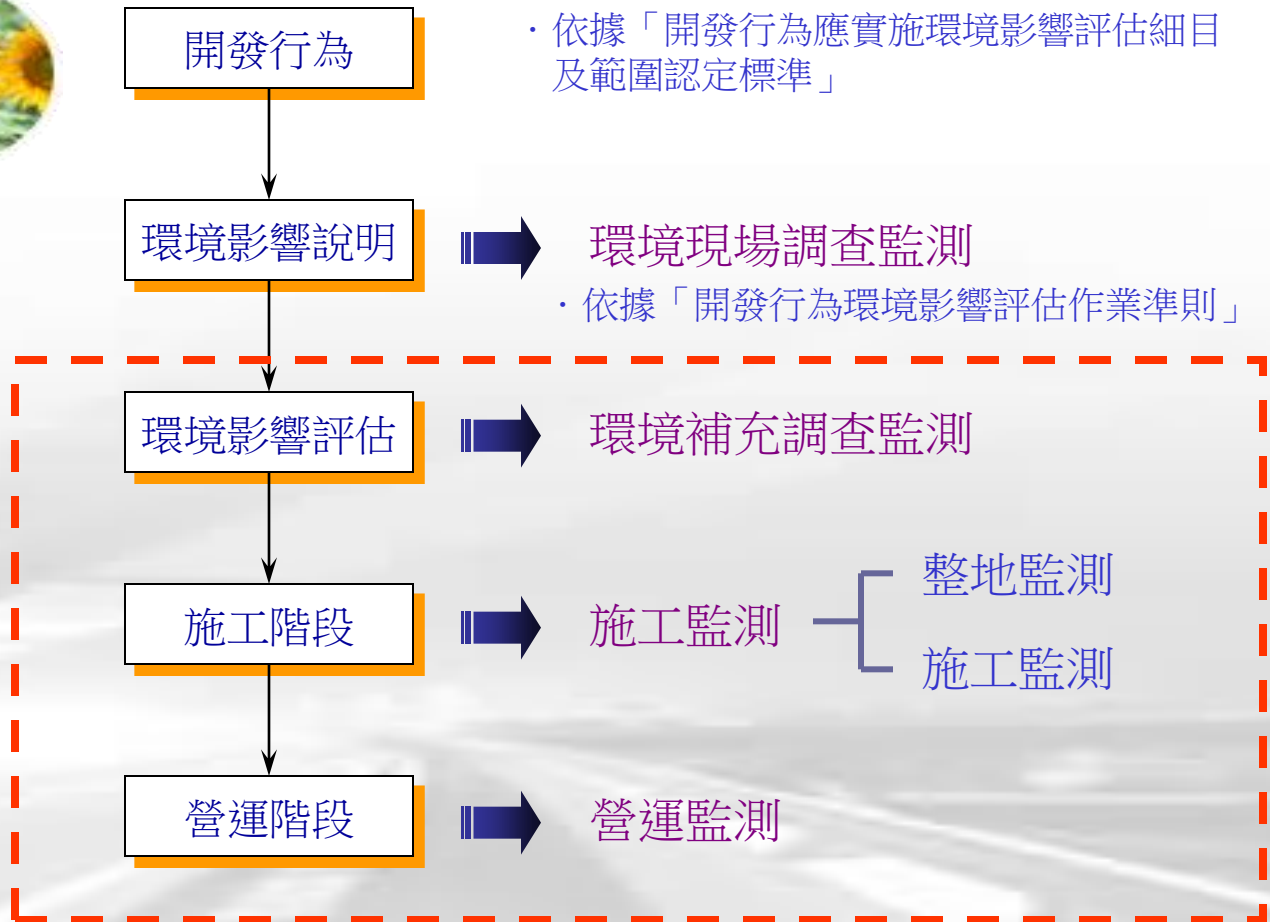 開發行為
．依據「開發行為應實施環境影響評估細目
及範圍認定標準」
環境影響說明
環境現場調查監測
．依據「開發行為環境影響評估作業準則」
環境影響評估
環境補充調查監測
施工階段
施工監測
整地監測
施工監測
營運階段
營運監測